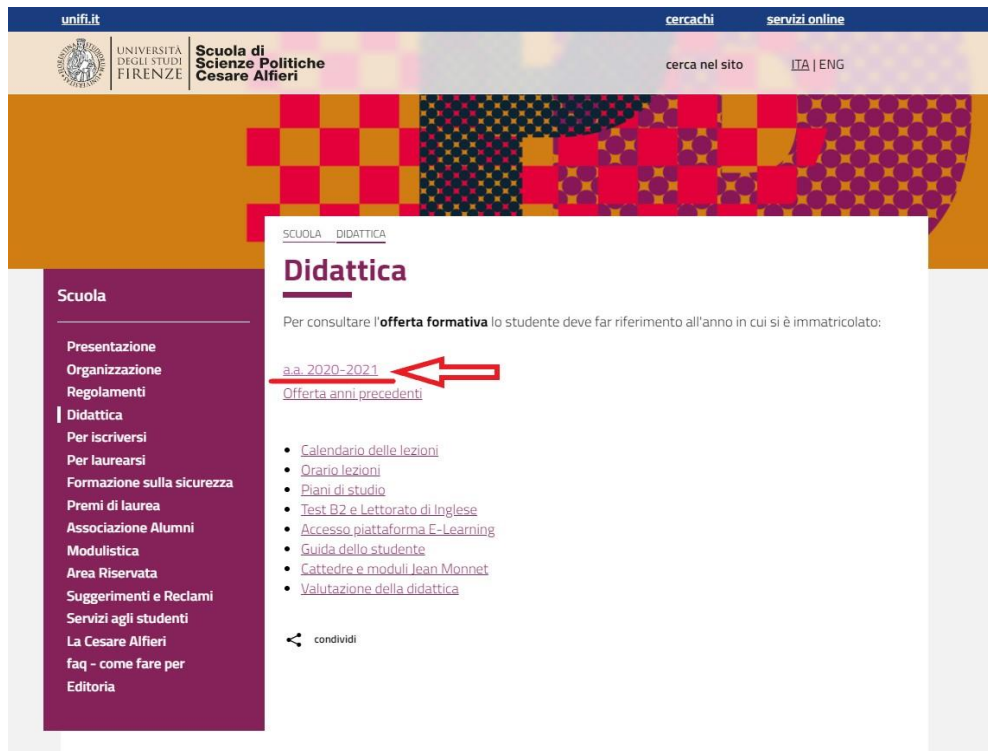 unifi.it
cercachi
servizi online
UNIVERSITÀ
DEGLI STUDI
FIRENZE
Scuola di
Scienze Politiche
Cesare Alfieri
cerca nel sito
ITA | ENG
SCUOLA DIDATTICA
Didattica
Per consultare l'offerta formativa lo studente deve far riferimento all'anno in cui si è immatricolato:
a.a. 2020-2021
Offerta anni precedenti
Calendario delle lezioni
Orario lezioni
Piani di studio
Test B2 e Lettorato di Inglese
Accesso piattaforma E-Learning
Guida dello studente
Cattedre e moduli Jean Monnet
Valutazione della didattica
condividi
Scuola
Presentazione
Organizzazione
Regolamenti
Didattica
Per iscriversi
Per laurearsi
Formazione sulla sicurezza
Premi di laurea
Associazione Alumni
Modulistica
Area Riservata
Suggerimenti e Reclami
Servizi agli studenti
La Cesare Alfieri
faq - come fare per
Editoria